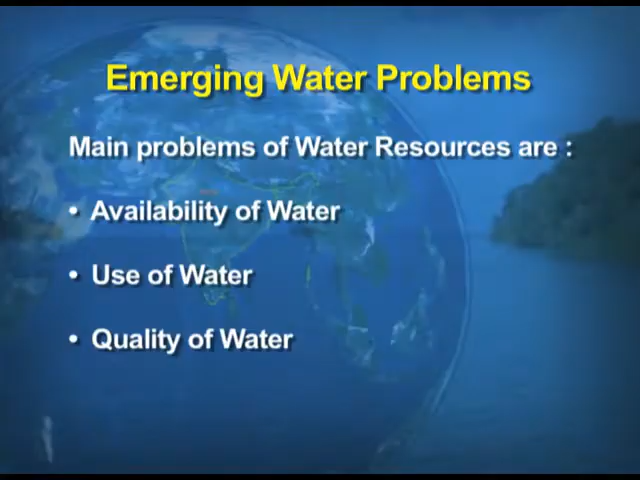 Emerging Water Problems
Main problems of Water Resources are :
• Availability of Water
• Use of Water
• Quality of Water